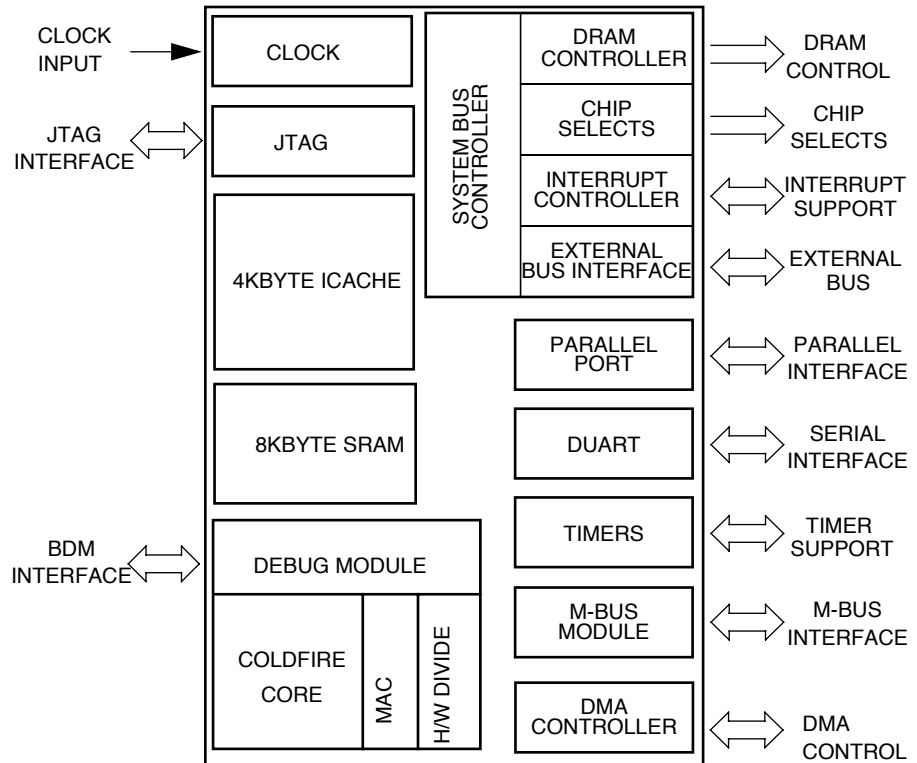 CLOCK
INPUT
JTAG
INTERFACE
BDM
INTERFACE
CLOCK
JTAG
4KBYTE ICACHE
8KBYTE SRAM
DEBUG MODULE
COLDFIRE
CORE
MAC
H/W DIVIDE
SYSTEM BUS
CONTROLLER
DRAM
CONTROLLER
CHIP
SELECTS
INTERRUPT
CONTROLLER
EXTERNAL
BUS INTERFACE
PARALLEL
PORT
DUART
TIMERS
M-BUS
MODULE
DMA
CONTROLLER
DRAM
CONTROL
CHIP
SELECTS
INTERRUPT
SUPPORT
EXTERNAL
BUS
PARALLEL
INTERFACE
SERIAL
INTERFACE
TIMER
SUPPORT
M-BUS
INTERFACE
DMA
CONTROL